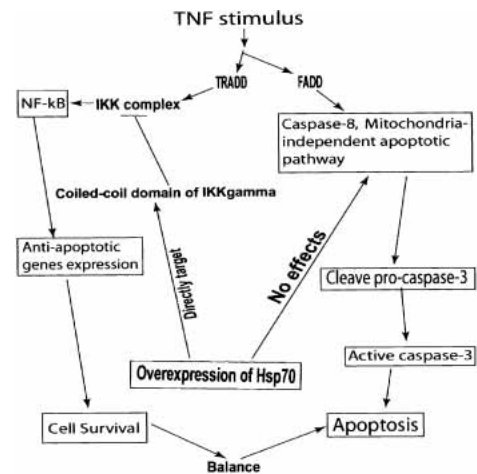 TNF stimulus
TRADD
FADD
NF-kB
IKK complex
Caspase-8, Mitochondria-
independent apoptotic
pathway
Coiled-coil domain of IKKgamma
Directly target
No effects
Anti-apoptotic
genes expression
Cleave pro-caspase-3
Active caspase-3
Overexpression of Hsp70
Cell Survival
Apoptosis
Balance